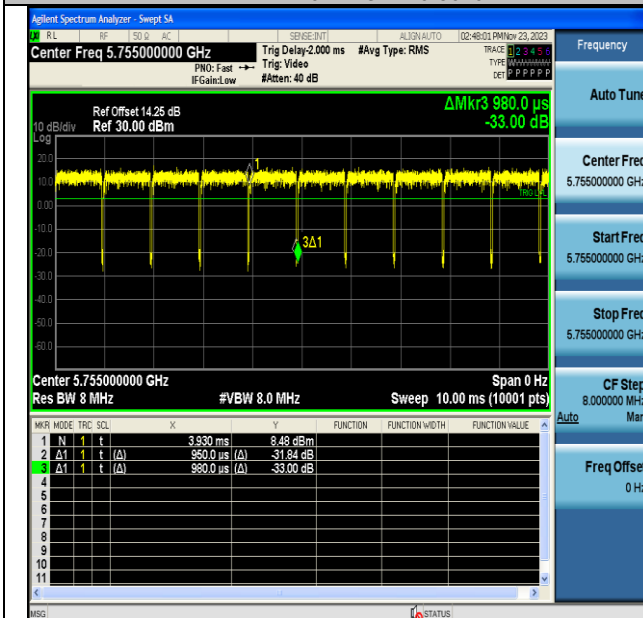 Agilent Spectrum Analyzer - Swept SA
RL RF 50 Ω AC SENSE:INT ALIGN AUTO 02:48:01 PM Nov 23, 2023
Center Freq 5.755000000 GHz
PNO: Fast
IFGain:Low
Trig Delay-2.000 ms
Trig: Video
#Atten: 40 dB
#Avg Type: RMS
TRACE 1 2 3 4 5 6
TYPE
DET P P P P P P
Frequency
ΔMkr3 980.0 µs
-33.00 dB
Ref Offset 14.25 dB
10 dB/div Ref 30.00 dBm
Log
20.0
10.0
0.00
-10.0
-20.0
-30.0
-40.0
-50.0
-60.0
1
TRIG LVL
3Δ1
Center 5.755000000 GHz Span 0 Hz
Res BW 8 MHz #VBW 8.0 MHz Sweep 10.00 ms (10001 pts)
MKR MODE TRC SCL X Y FUNCTION FUNCTION WIDTH FUNCTION VALUE
1 N 1 t 3.930 ms 8.48 dBm
2 Δ1 1 t (Δ) 950.0 µs (Δ) -31.84 dB
3 Δ1 1 t (Δ) 980.0 µs (Δ) -33.00 dB
4
5
6
7
8
9
10
11
MSG STATUS
Auto Tune
Center Freq
5.755000000 GHz
Start Freq
5.755000000 GHz
Stop Freq
5.755000000 GHz
CF Step
8.000000 MHz
Auto Man
Freq Offset
0 Hz